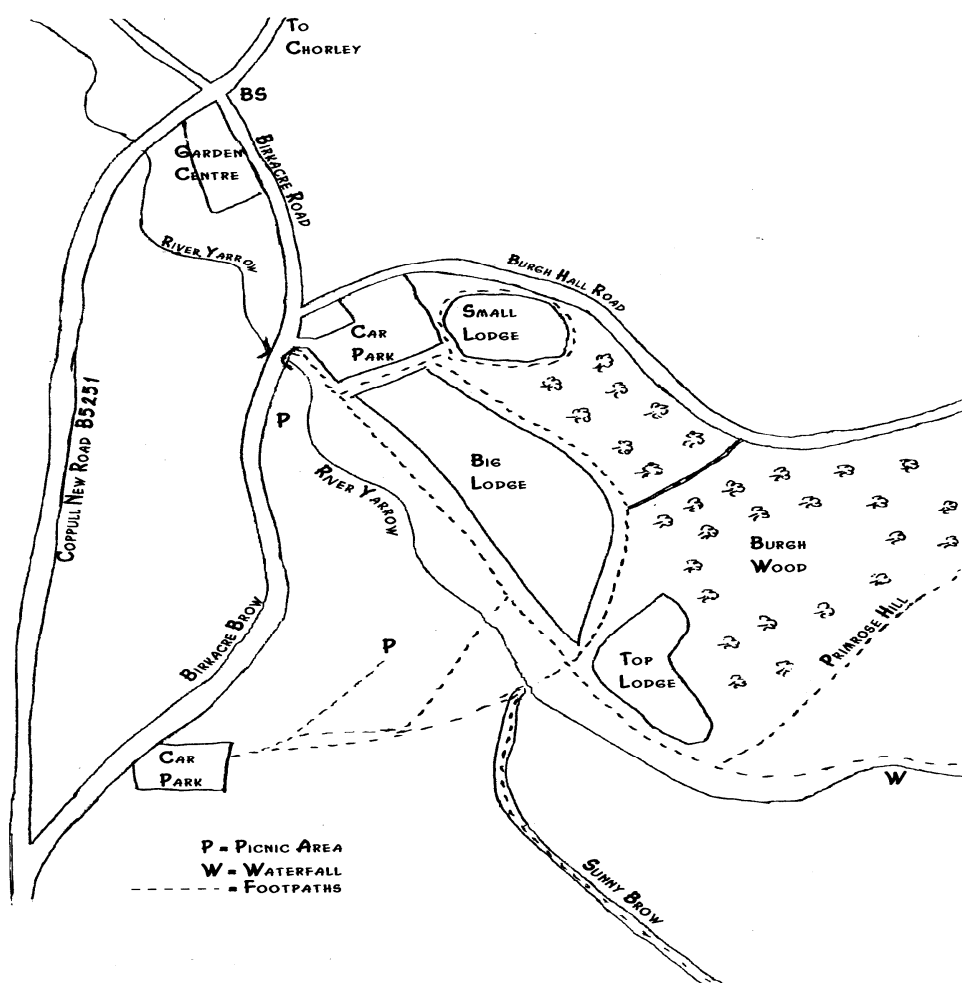 To
Chorley
BS
Birkacre Road
Garden
Centre
River Yarrow
Burgh Hall Road
Small
Lodge
Car
Park
Coppull New Road B5251
P
Big
Lodge
River Yarrow
Burgh
Wood
Birkacre Brow
P
Primrose Hill
Top
Lodge
Car
Park
W
P = Picnic Area
W = Waterfall
= Footpaths
Sunny Brow